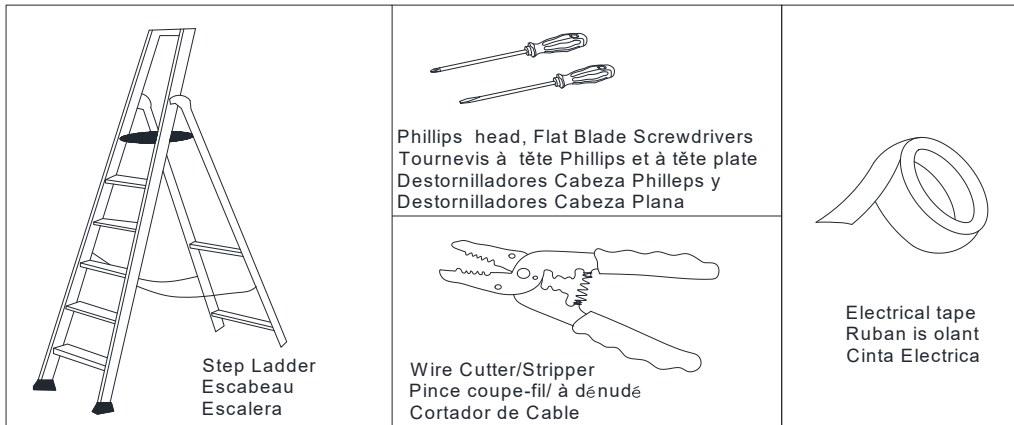 Step Ladder
Escabeau
Escalera
Phillips head, Flat Blade Screwdrivers
Tournevis à těte Phillips et à těte plate
Destornilladores Cabeza Philleps y
Destornilladores Cabeza Plana
Wire Cutter/Stripper
Pince coupe-fil/ à dénudé
Cortador de Cable
Electrical tape
Ruban is olant
Cinta Electrica